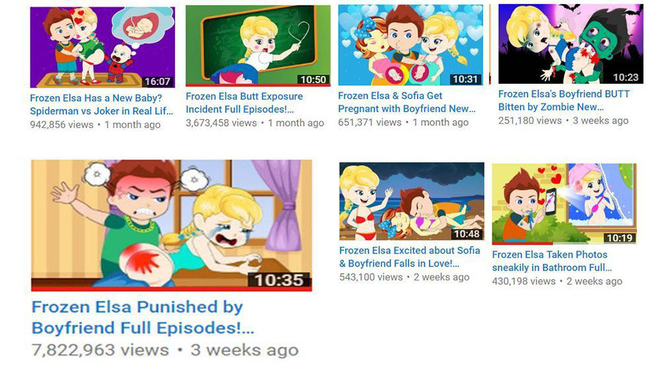 16:07
Frozen Elsa Has a New Baby?
Spiderman vs Joker in Real Lif...
942,856 views • 1 month ago
10:50
Frozen Elsa Butt Exposure
Incident Full Episodes!...
3,673,458 views • 1 month ago
10:31
Frozen Elsa & Sofia Get
Pregnant with Boyfriend New...
651,371 views • 1 month ago
10:23
Frozen Elsa's Boyfriend BUTT
Bitten by Zombie New...
251,180 views • 3 weeks ago
10:35
Frozen Elsa Punished by
Boyfriend Full Episodes!...
7,822,963 views • 3 weeks ago
10:48
Frozen Elsa Excited about Sofia
& Boyfriend Falls in Love!...
543,100 views • 2 weeks ago
10:19
Frozen Elsa Taken Photos
sneakily in Bathroom Full...
430,198 views • 2 weeks ago